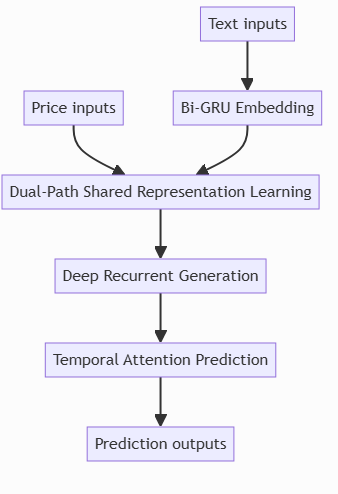 Text inputs
Price inputs
Bi-GRU Embedding
Dual-Path Shared Representation Learning
Deep Recurrent Generation
Temporal Attention Prediction
Prediction outputs